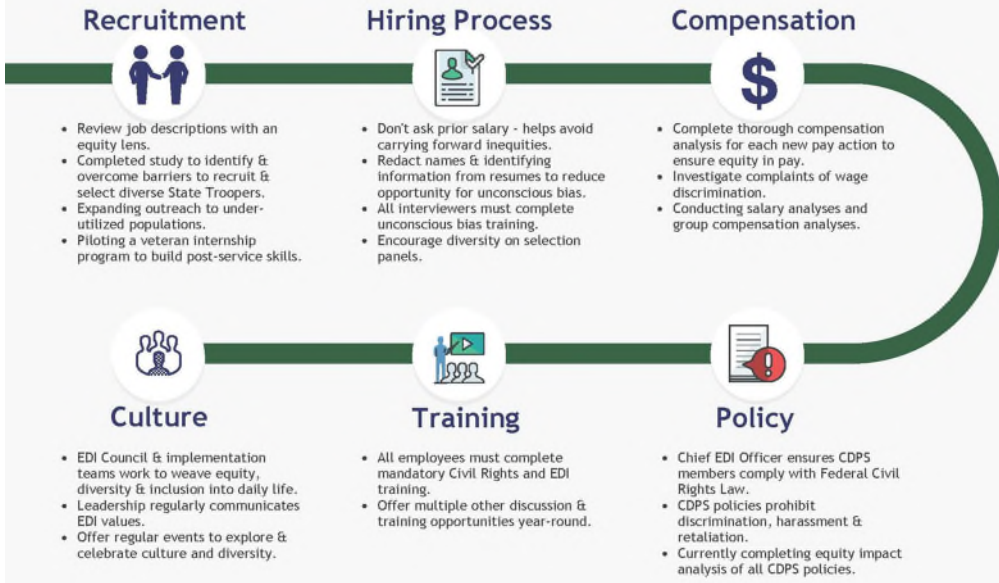 Recruitment
• Review job descriptions with an
equity lens.
• Completed study to identify &
overcome barriers to recruit &
select diverse State Troopers.
• Expanding outreach to under-
utilized populations.
• Piloting a veteran internship
program to build post-service skills.
Hiring Process
• Don't ask prior salary - helps avoid
carrying forward inequities.
• Redact names & identifying
information from resumes to reduce
opportunity for unconscious bias.
• All interviewers must complete
unconscious bias training.
• Encourage diversity on selection
panels.
Compensation
$
• Complete thorough compensation
analysis for each new pay action to
ensure equity in pay.
• Investigate complaints of wage
discrimination.
• Conducting salary analyses and
group compensation analyses.
Culture
• EDI Council & implementation
teams work to weave equity,
diversity & inclusion into daily life.
• Leadership regularly communicates
EDI values.
• Offer regular events to explore &
celebrate culture and diversity.
Training
• All employees must complete
mandatory Civil Rights and EDI
training.
• Offer multiple other discussion &
training opportunities year-round.
!
Policy
• Chief EDI Officer ensures CDPS
members comply with Federal Civil
Rights Law.
• CDPS policies prohibit
discrimination, harassment &
retaliation.
• Currently completing equity impact
analysis of all CDPS policies.